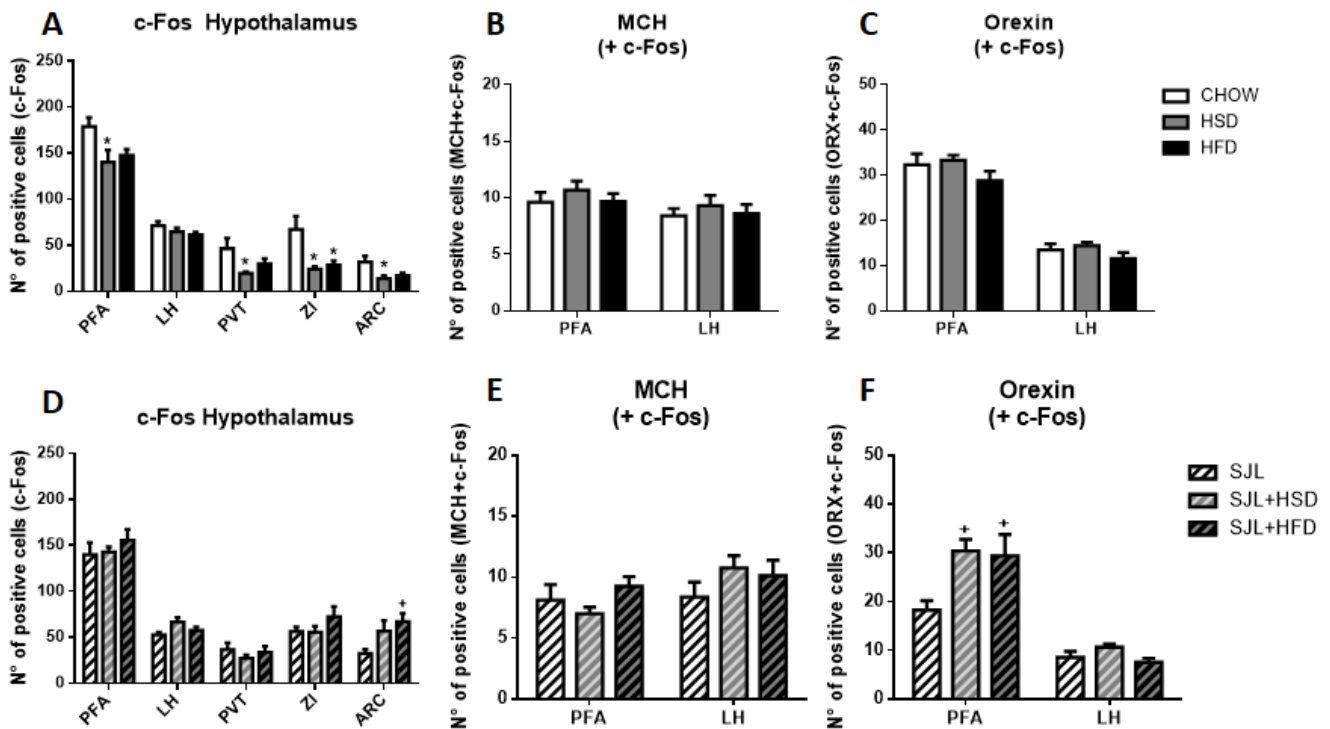 A
c-Fos Hypothalamus
N° of positive cells (c-Fos)
250
200
150
100
50
0
*
*
*
*
*
PFA
LH
PVT
ZI
ARC
B
MCH
(+ c-Fos)
N° of positive cells (MCH+c-Fos)
20
15
10
5
0
PFA
LH
C
Orexin
(+ c-Fos)
N° of positive cells (ORX+c-Fos)
50
40
30
20
10
0
PFA
LH
CHOW
HSD
HFD
D
c-Fos Hypothalamus
N° of positive cells (c-Fos)
250
200
150
100
50
0
+
PFA
LH
PVT
ZI
ARC
E
MCH
(+ c-Fos)
N° of positive cells (MCH+c-Fos)
20
15
10
5
0
PFA
LH
F
Orexin
(+ c-Fos)
N° of positive cells (ORX+c-Fos)
50
40
30
20
10
0
+
+
PFA
LH
SJL
SJL+HSD
SJL+HFD